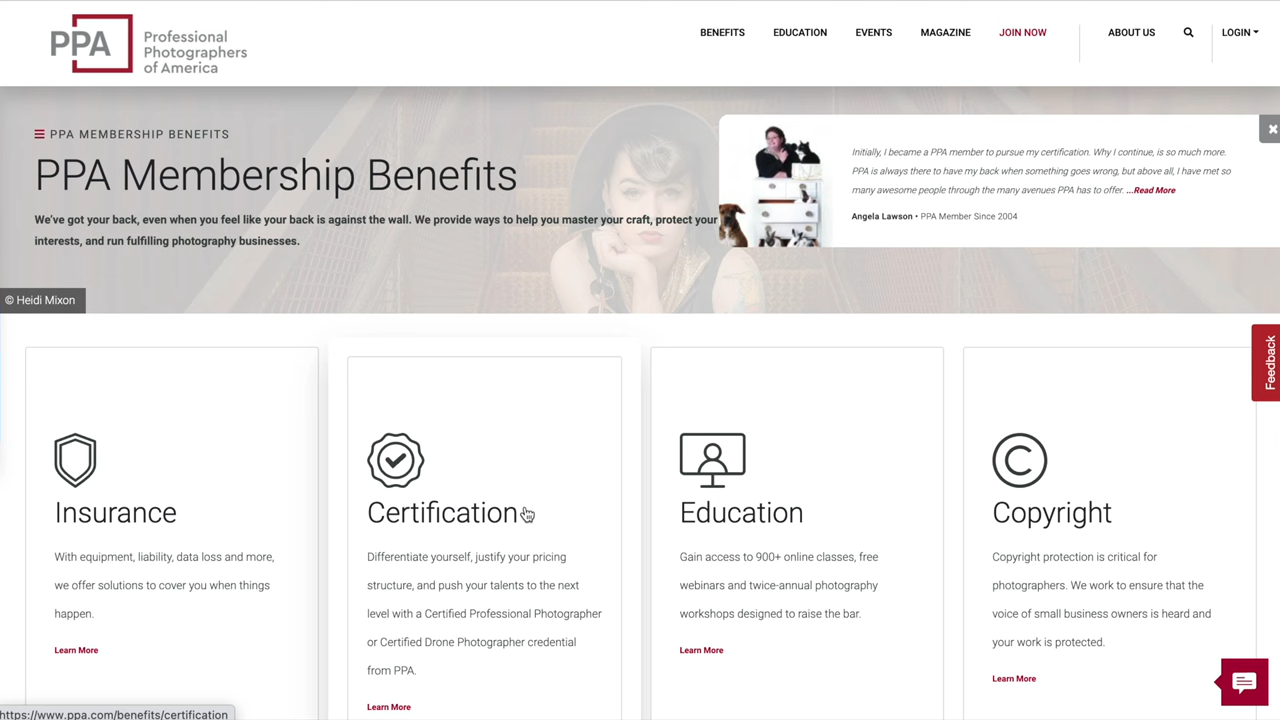 PPA
Professional
Photographers
of America
BENEFITS
EDUCATION
EVENTS
MAGAZINE
JOIN NOW
ABOUT US
LOGIN
PPA MEMBERSHIP BENEFITS
PPA Membership Benefits
We've got your back, even when you feel like your back is against the wall. We provide ways to help you master your craft, protect your
interests, and run fulfilling photography businesses.
Initially, I became a PPA member to pursue my certification. Why I continue, is so much more.
PPA is always there to have my back when something goes wrong, but above all, I have met so
many awesome people through the many avenues PPA has to offer. ...Read More
Angela Lawson • PPA Member Since 2004
© Heidi Mixon
Feedback
Insurance
With equipment, liability, data loss and more,
we offer solutions to cover you when things
happen.
Learn More
Certification
Differentiate yourself, justify your pricing
structure, and push your talents to the next
level with a Certified Professional Photographer
or Certified Drone Photographer credential
from PPA.
Learn More
Education
Gain access to 900+ online classes, free
webinars and twice-annual photography
workshops designed to raise the bar.
Learn More
Copyright
Copyright protection is critical for
photographers. We work to ensure that the
voice of small business owners is heard and
your work is protected.
Learn More
https://www.ppa.com/benefits/certification